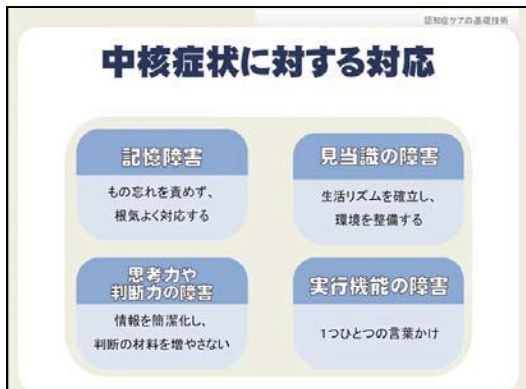 認知症ケアの基礎技術
中核症状に対する対応
記憶障害
もの忘れを責めず、
根気よく対応する
見当識の障害
生活リズムを確立し、
環境を整備する
思考力や
判断力の障害
情報を簡潔化し、
判断の材料を増やさない
実行機能の障害
1つひとつの言葉かけ